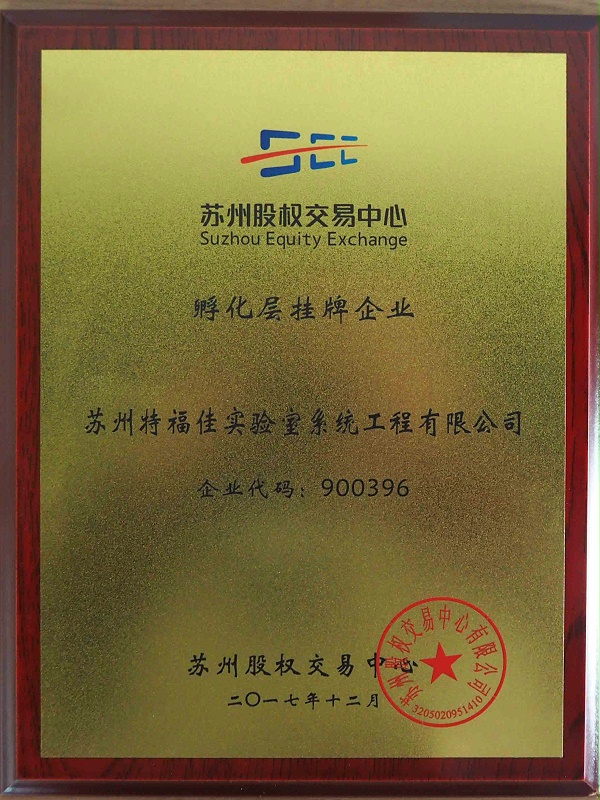 SEE
苏州股权交易中心
Suzhou Equity Exchange
孵化层挂牌企业
苏州特福佳实验室系统工程有限公司
企业代码：900396
苏州股权交易中心
二〇一七年十二月
苏州股权交易中心有限公司
3205020951410